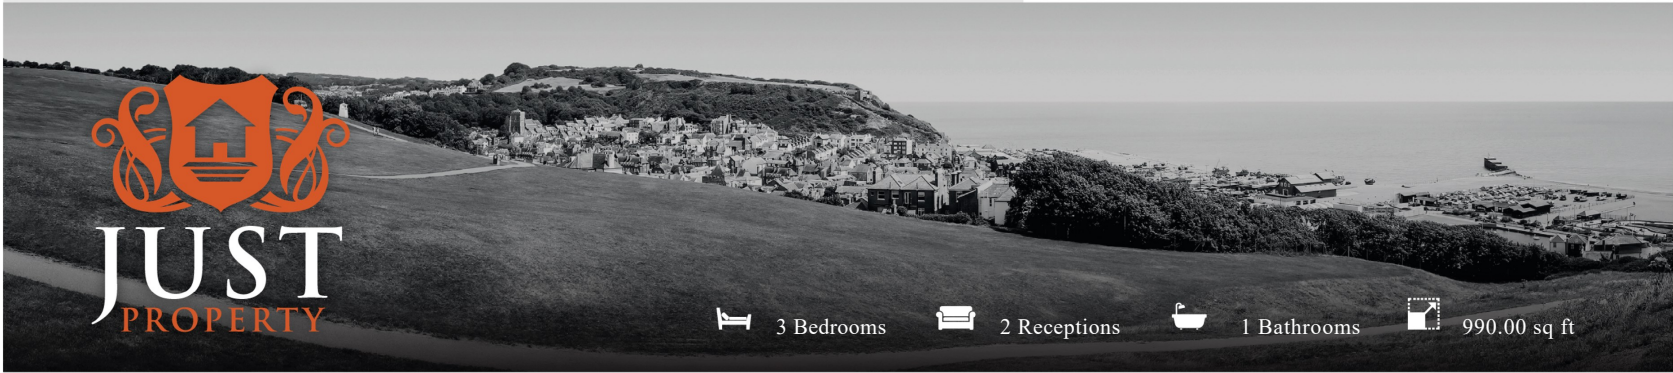 JUST
PROPERTY
3 Bedrooms
2 Receptions
1 Bathrooms
990.00 sq ft